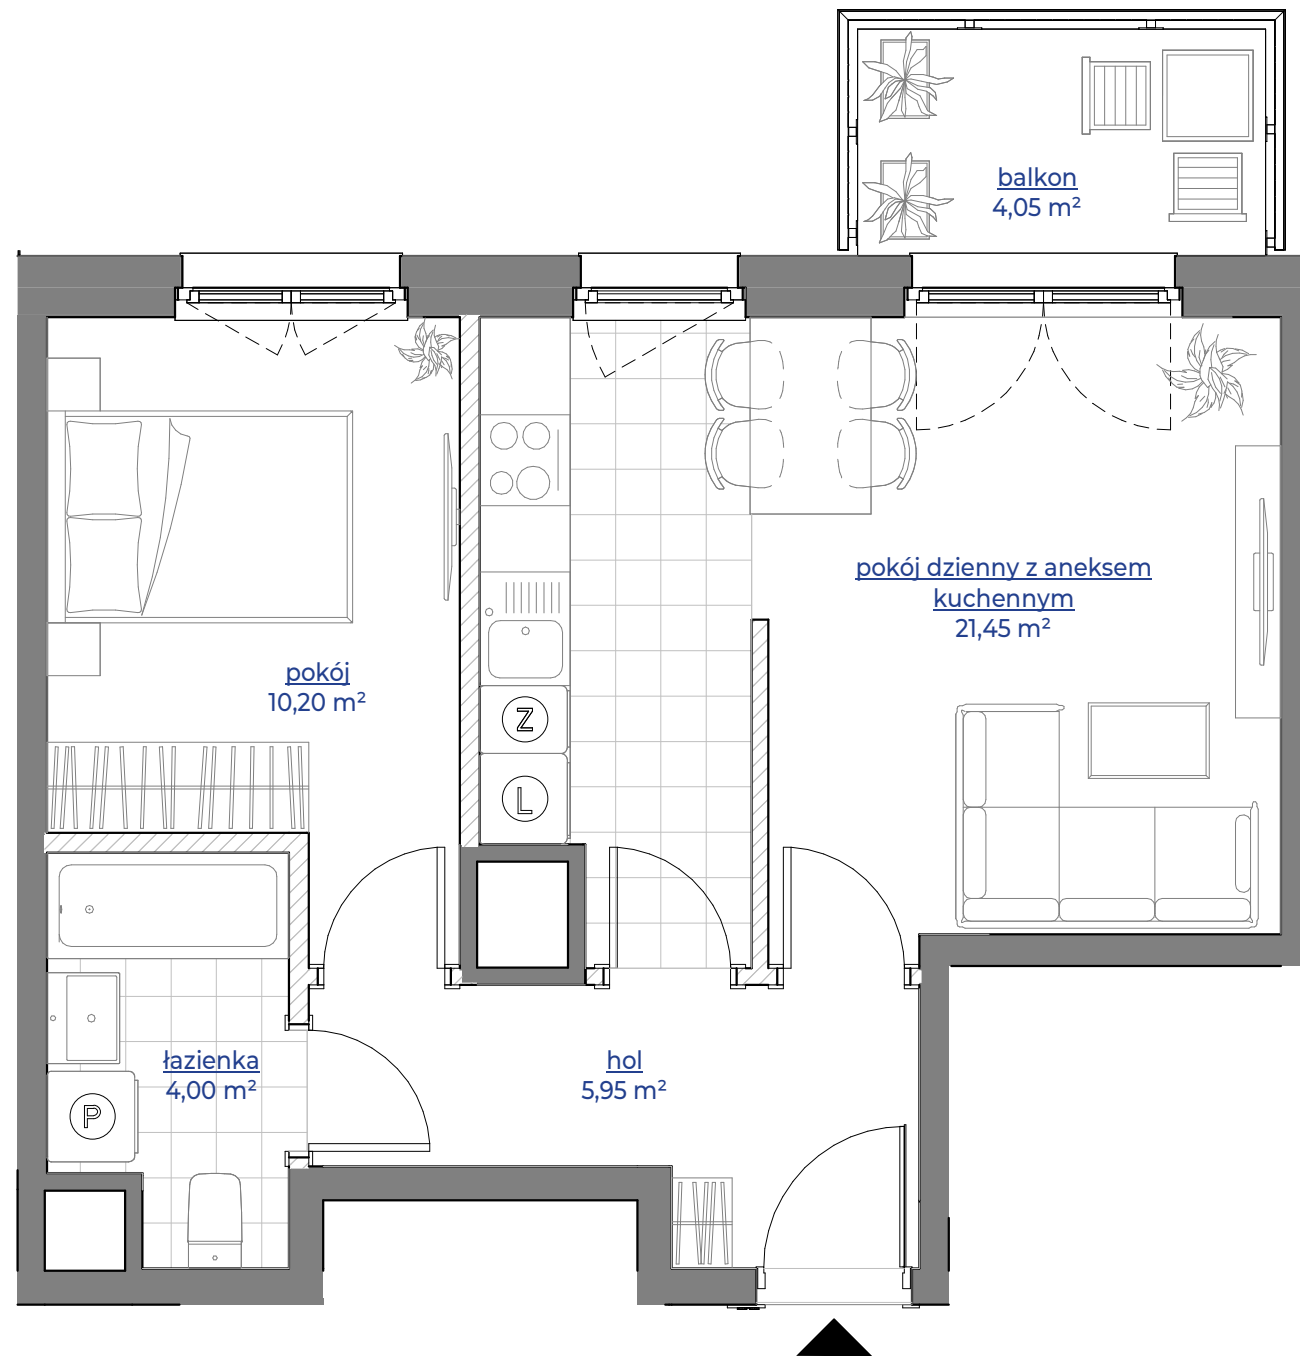 balkon
4,05 m²
pokój dzienny z aneksem
kuchennym
21,45 m²
pokój
10,20 m²
Z
L
łazienka
4,00 m²
hol
5,95 m²
P